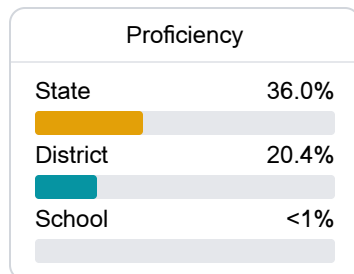 Proficiency
State 36.0%
District 20.4%
School <1%